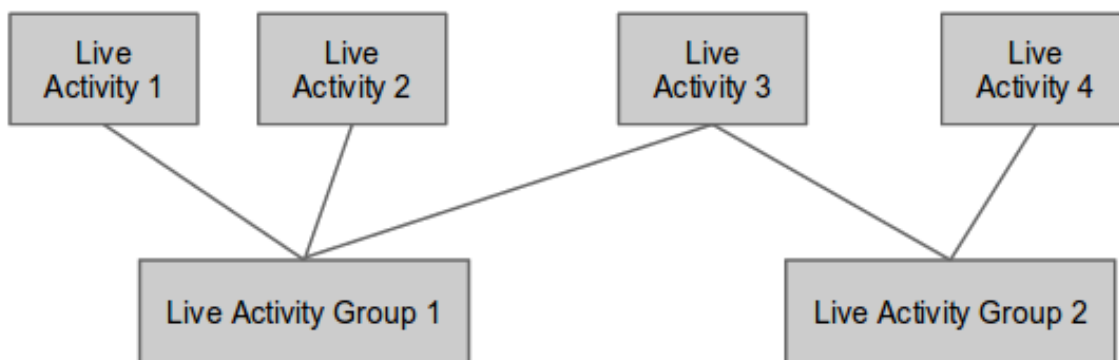 Live
Activity 1
Live
Activity 2
Live
Activity 3
Live
Activity 4
Live Activity Group 1
Live Activity Group 2